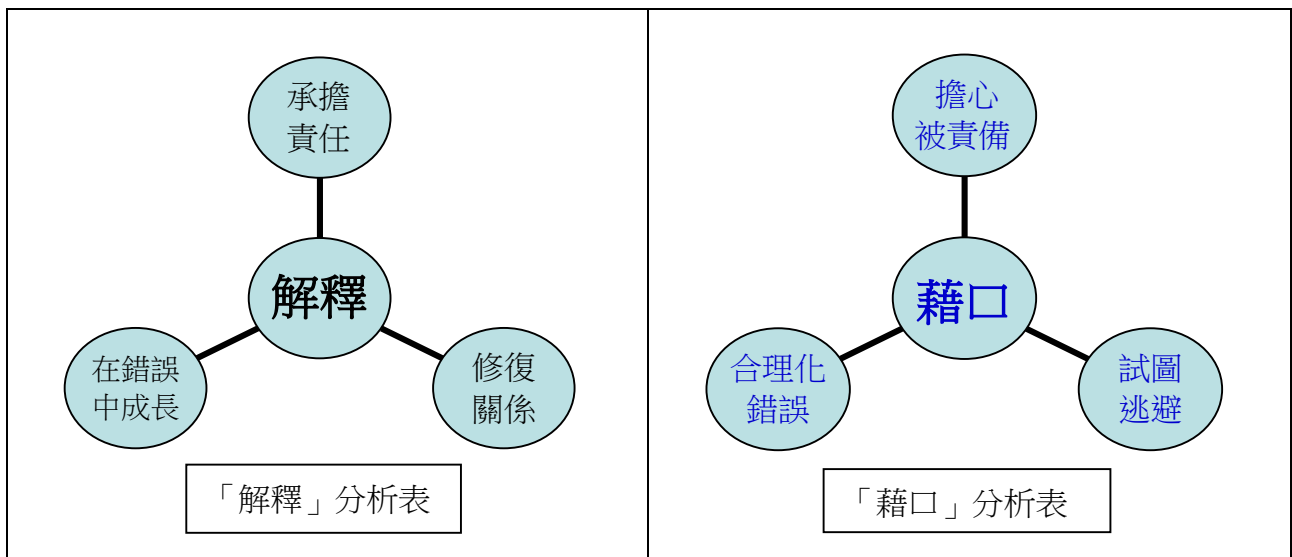 承擔
責任
解釋
在錯誤
中成長
修復
關係
「解釋」分析表
擔心
被責備
藉口
合理化
錯誤
試圖
逃避
「藉口」分析表